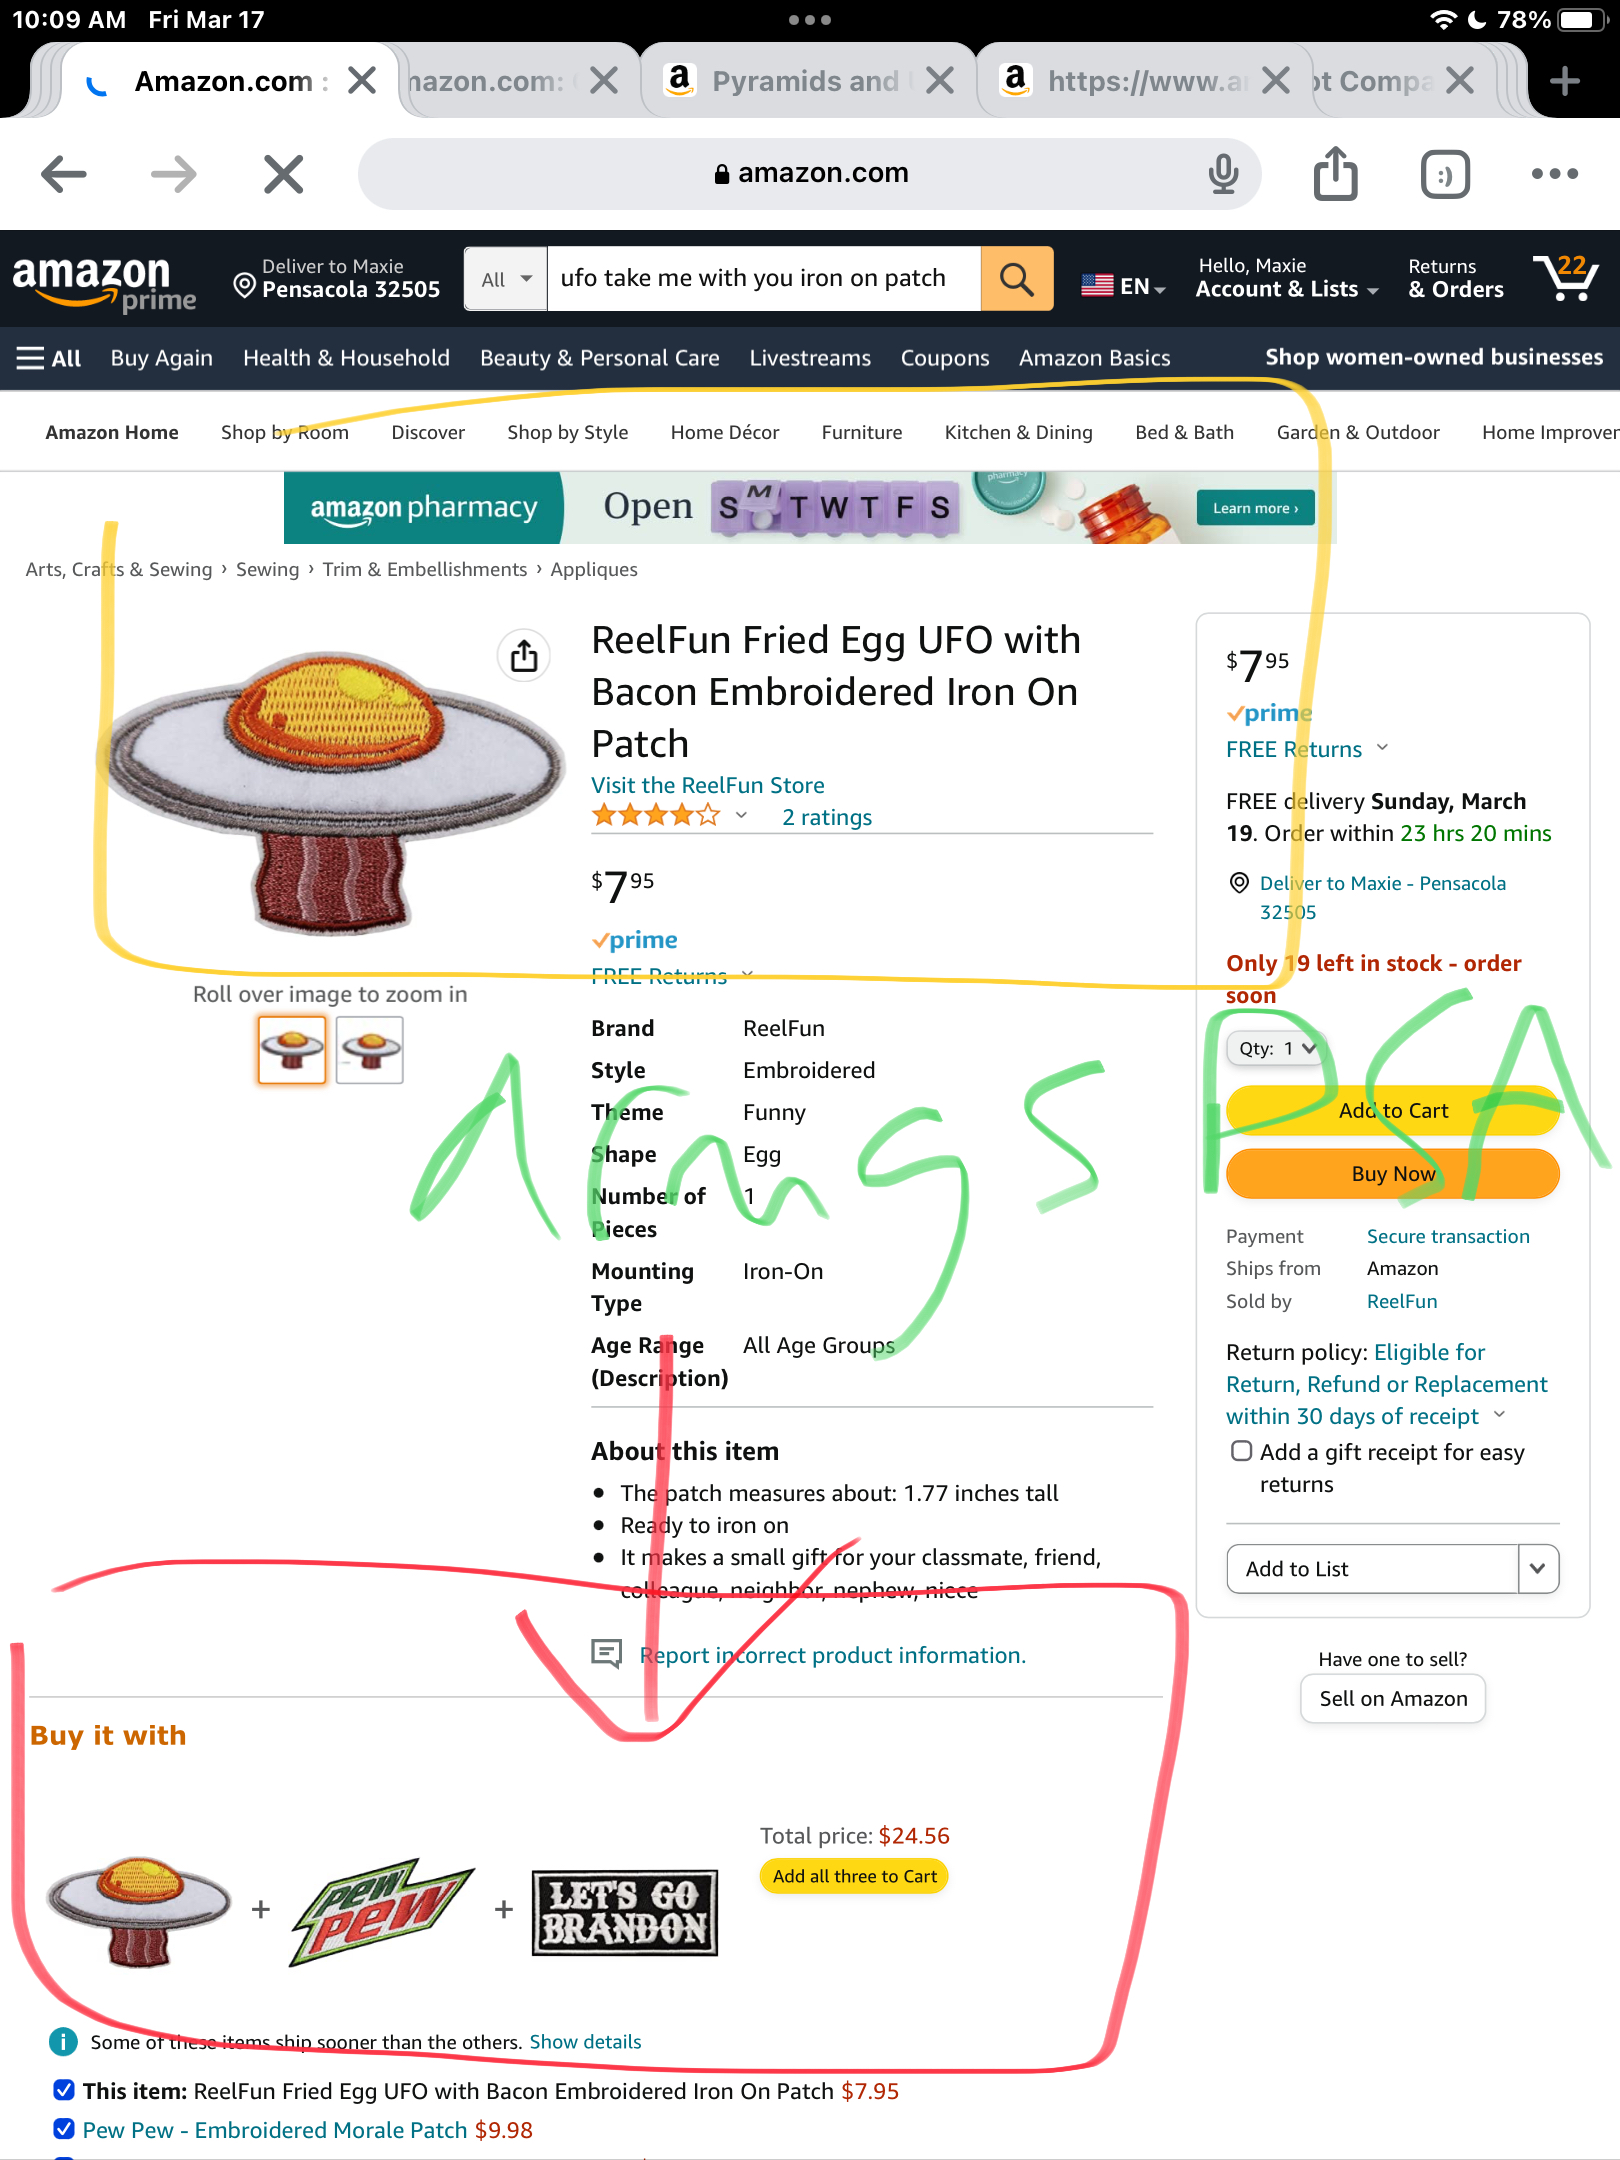 10:09 AM Fri Mar 17
78%
Amazon.com :
nazon.com:
Pyramids and
https://www.a
ot Compa
amazon.com
amazon prime
Deliver to Maxie
Pensacola 32505
All
ufo take me with you iron on patch
EN
Hello, Maxie
Account & Lists
Returns
& Orders
22
All Buy Again Health & Household Beauty & Personal Care Livestreams Coupons Amazon Basics Shop women-owned businesses
Amazon Home Shop by Room Discover Shop by Style Home Décor Furniture Kitchen & Dining Bed & Bath Garden & Outdoor Home Improve
amazon pharmacy Open S M T W T F S pharmacy Learn more ›
Arts, Crafts & Sewing › Sewing › Trim & Embellishments › Appliques
ReelFun Fried Egg UFO with
Bacon Embroidered Iron On
Patch
Visit the ReelFun Store
2 ratings
$7 95
prime
FREE Returns
Roll over image to zoom in
Brand ReelFun
Style Embroidered
Theme Funny
Shape Egg
Number of Pieces 1
Mounting Type Iron-On
Age Range (Description) All Age Groups
About this item
• The patch measures about: 1.77 inches tall
• Ready to iron on
• It makes a small gift for your classmate, friend,
colleague, neighbor, nephew, niece
Report incorrect product information.
$7 95
prime
FREE Returns
FREE delivery Sunday, March
19. Order within 23 hrs 20 mins
Deliver to Maxie - Pensacola
32505
Only 19 left in stock - order
soon
Qty: 1
Add to Cart
Buy Now
Payment Secure transaction
Ships from Amazon
Sold by ReelFun
Return policy: Eligible for
Return, Refund or Replacement
within 30 days of receipt
Add a gift receipt for easy
returns
Add to List
Have one to sell?
Sell on Amazon
drugs PSA
Buy it with
+ PEW PEW + LET'S GO BRANDON
Total price: $24.56
Add all three to Cart
Some of these items ship sooner than the others. Show details
This item: ReelFun Fried Egg UFO with Bacon Embroidered Iron On Patch $7.95
Pew Pew - Embroidered Morale Patch $9.98